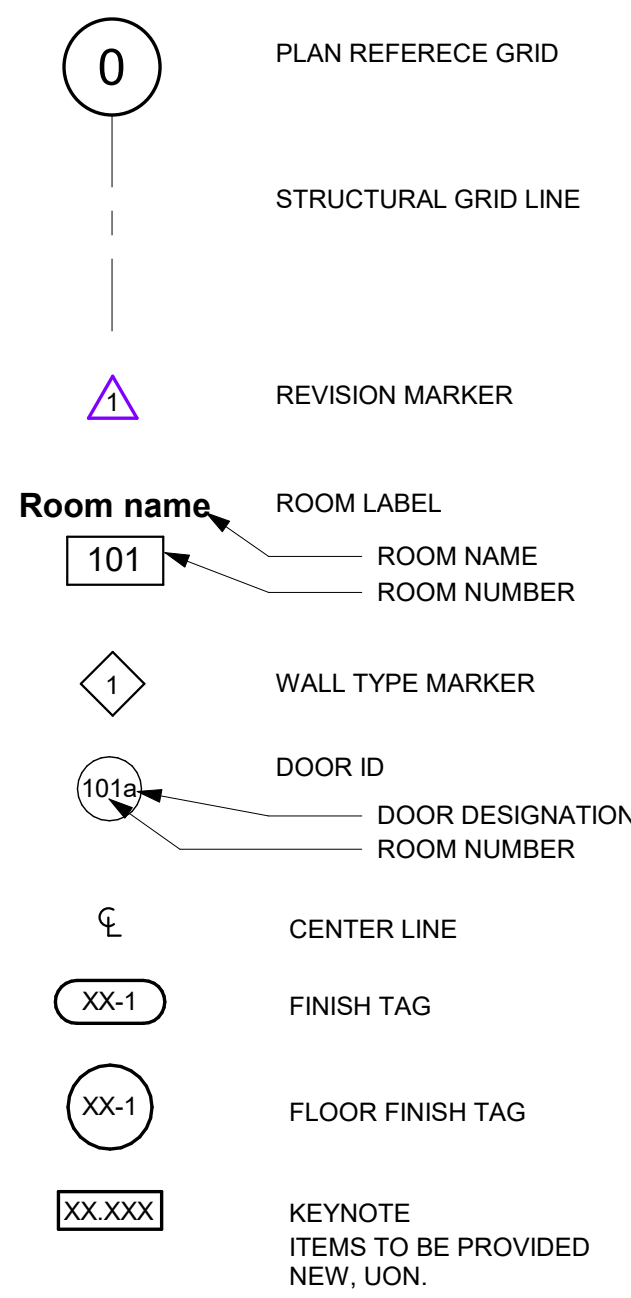 0 PLAN REFERECE GRID
STRUCTURAL GRID LINE
1 REVISION MARKER
Room name ROOM LABEL
101 ROOM NAME
ROOM NUMBER
1 WALL TYPE MARKER
DOOR ID
101a DOOR DESIGNATION
ROOM NUMBER
℄ CENTER LINE
XX-1 FINISH TAG
XX-1 FLOOR FINISH TAG
XX.XXX KEYNOTE
ITEMS TO BE PROVIDED
NEW, UON.